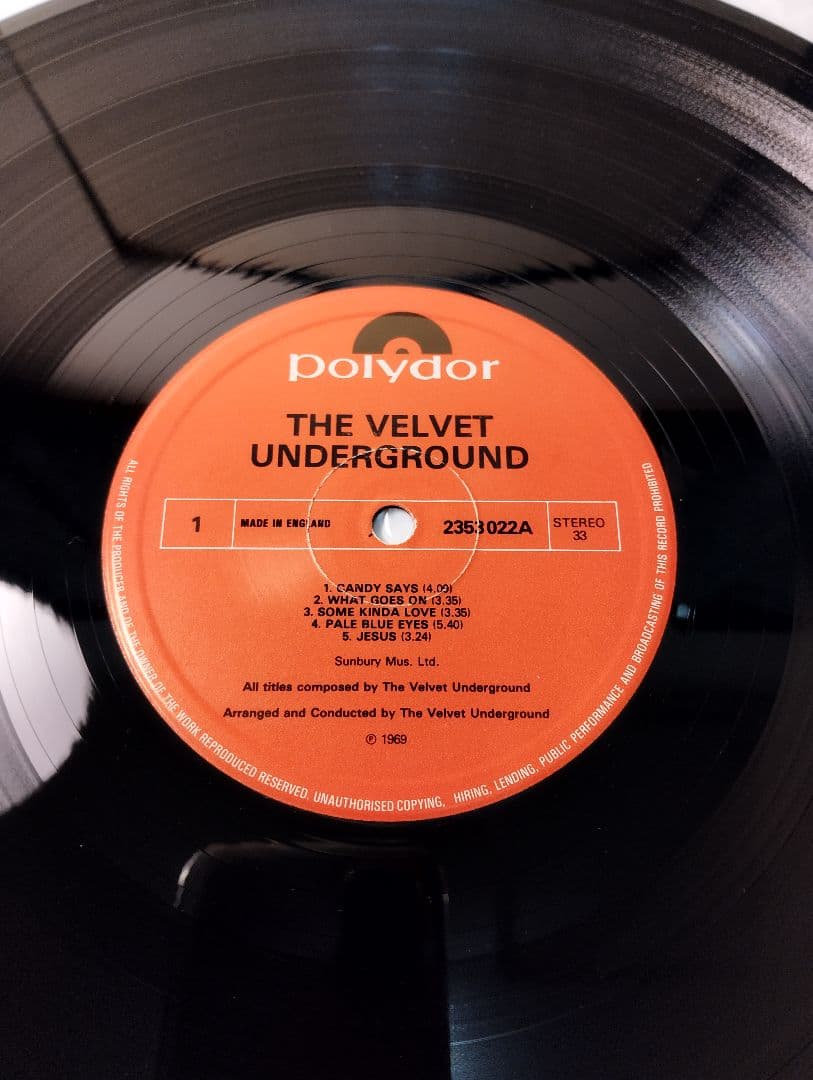 polydor
THE VELVET
UNDERGROUND
1
MADE IN ENGLAND
2353 022A
STEREO
33
1. CANDY SAYS (4.09)
2. WHAT GOES ON (3.35)
3. SOME KINDA LOVE (3.35)
4. PALE BLUE EYES (5.40)
5. JESUS (3.24)
Sunbury Mus. Ltd.
All titles composed by The Velvet Underground
Arranged and Conducted by The Velvet Underground
℗ 1969
ALL RIGHTS OF THE PRODUCER AND OF THE OWNER OF THE WORK REPRODUCED RESERVED. UNAUTHORISED COPYING, HIRING, LENDING, PUBLIC PERFORMANCE AND BROADCASTING OF THIS RECORD PROHIBITED